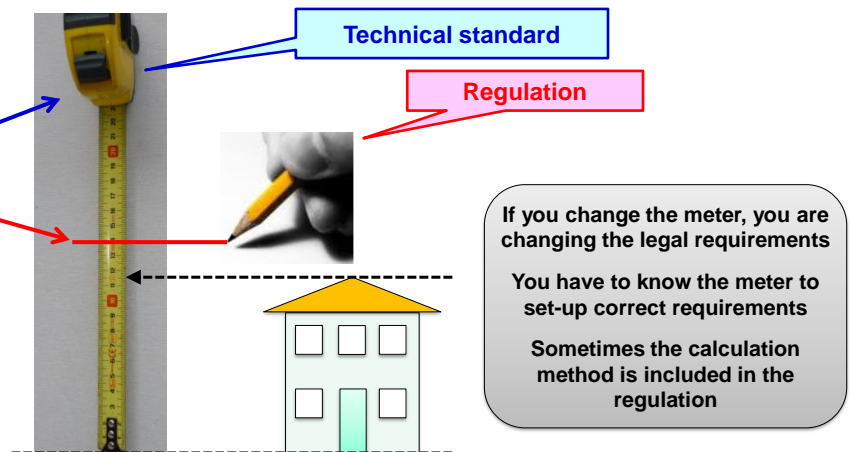 Technical standard
Regulation
If you change the meter, you are
changing the legal requirements
You have to know the meter to
set-up correct requirements
Sometimes the calculation
method is included in the
regulation